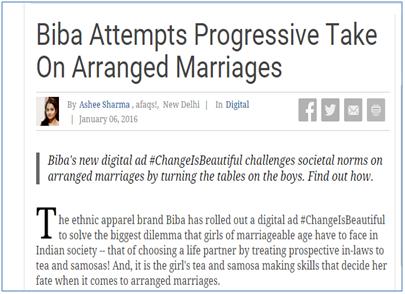 Biba Attempts Progressive Take
On Arranged Marriages
By Ashee Sharma , afaqs!, New Delhi | In Digital
| January 06, 2016
Biba's new digital ad #ChangeIsBeautiful challenges societal norms on
arranged marriages by turning the tables on the boys. Find out how.
The ethnic apparel brand Biba has rolled out a digital ad #ChangeIsBeautiful
to solve the biggest dilemma that girls of marriageable age have to face in
Indian society -- that of choosing a life partner by treating prospective in-laws to
tea and samosas! And, it is the girl's tea and samosa making skills that decide her
fate when it comes to arranged marriages.